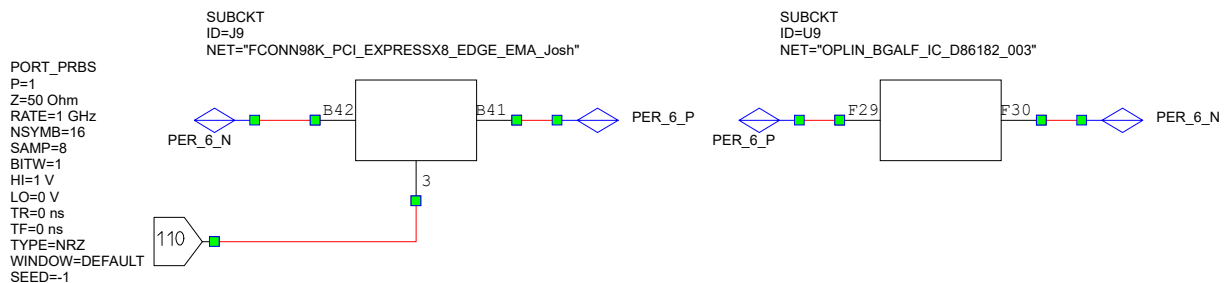 SUBCKT
ID=J9
NET="FCONN98K_PCI_EXPRESSX8_EDGE_EMA_Josh"
SUBCKT
ID=U9
NET="OPLIN_BGALF_IC_D86182_003"
PORT_PRBS
P=1
Z=50 Ohm
RATE=1 GHz
NSYMB=16
SAMP=8
BITW=1
HI=1 V
LO=0 V
TR=0 ns
TF=0 ns
TYPE=NRZ
WINDOW=DEFAULT
SEED=-1
B42
B41
PER_6_N
PER_6_P
3
110
F29
F30
PER_6_P
PER_6_N